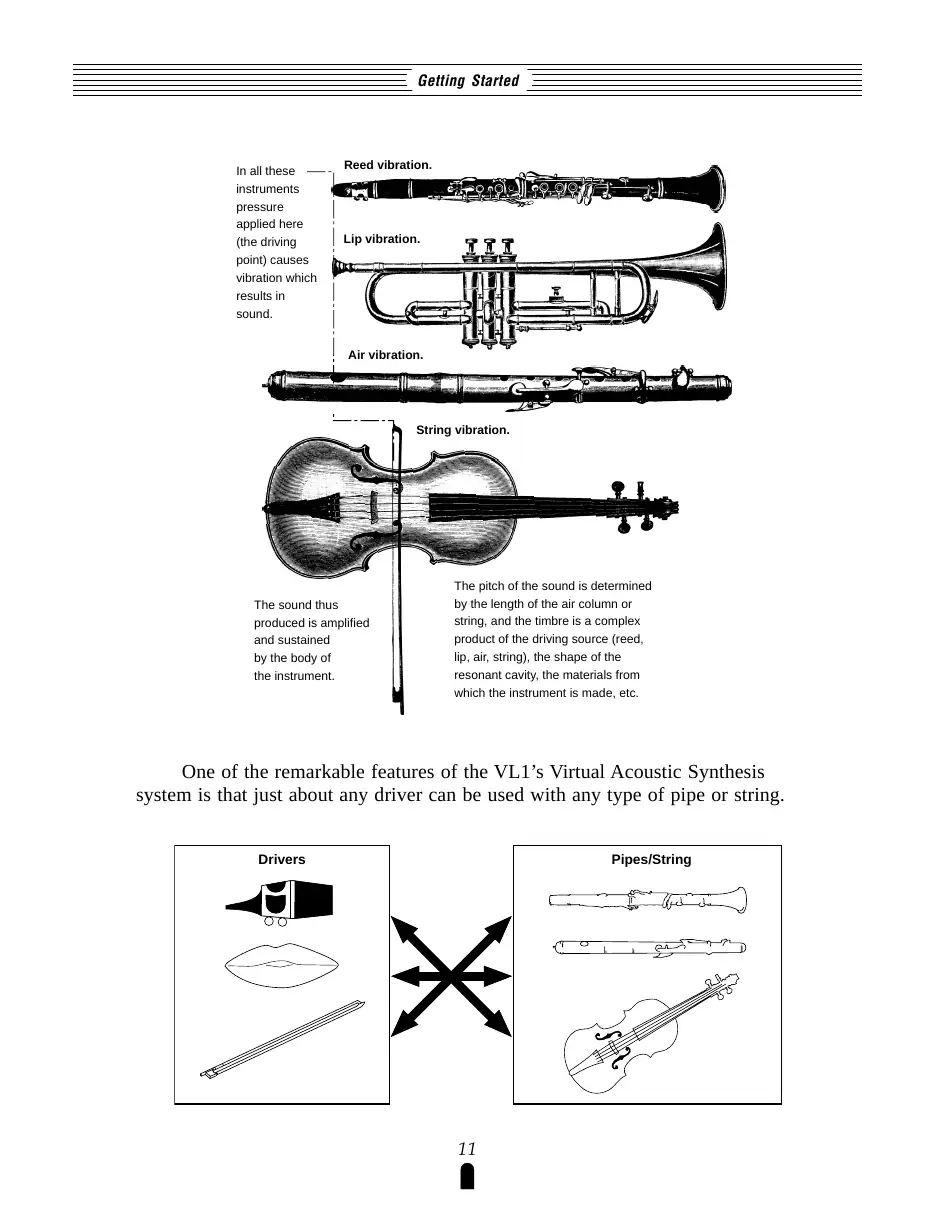 Getting Started
In all these
instruments
pressure
applied here
(the driving
point) causes
vibration which
results in
sound.
Reed vibration.
Lip vibration.
Air vibration.
String vibration.
The sound thus
produced is amplified
and sustained
by the body of
the instrument.
The pitch of the sound is determined
by the length of the air column or
string, and the timbre is a complex
product of the driving source (reed,
lip, air, string), the shape of the
resonant cavity, the materials from
which the instrument is made, etc.
One of the remarkable features of the VL1’s Virtual Acoustic Synthesis
system is that just about any driver can be used with any type of pipe or string.
Drivers
Pipes/String
11